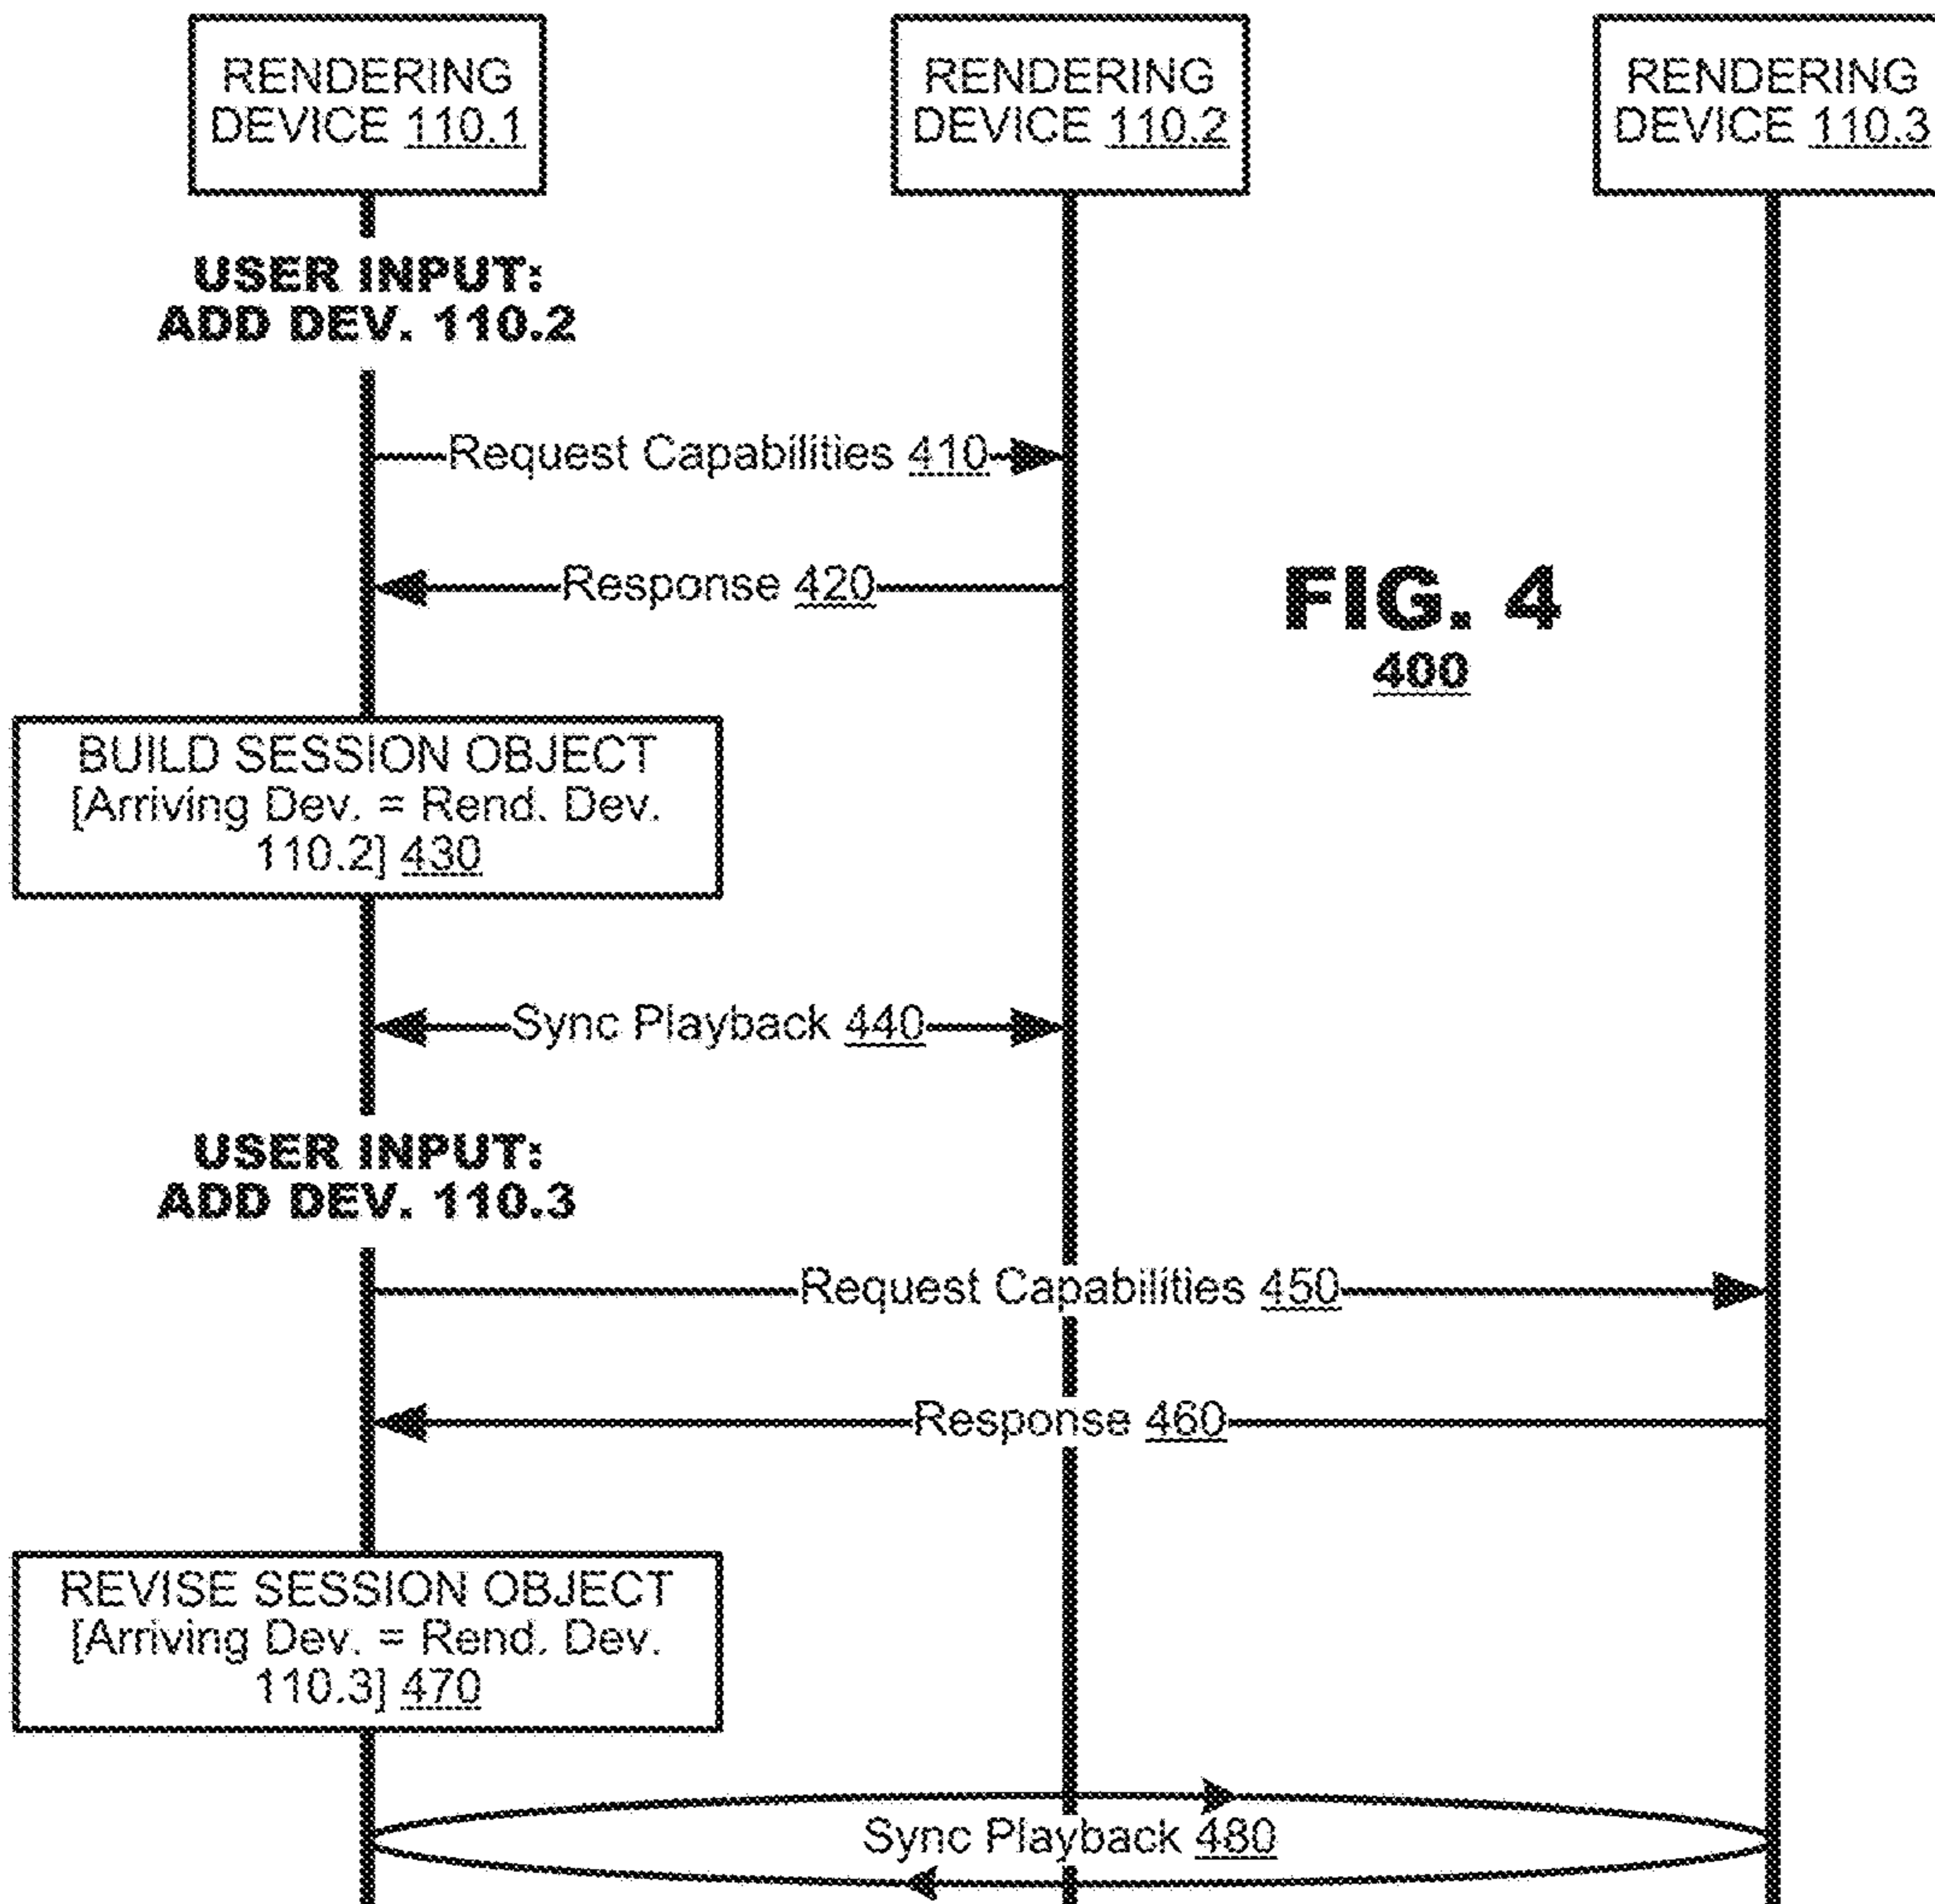 RENDERING
DEVICE 110.1
RENDERING
DEVICE 110.2
RENDERING
DEVICE 110.3
USER INPUT:
ADD DEV. 110.2
Request Capabilities 410
Response 420
FIG. 4
400
BUILD SESSION OBJECT
[Arriving Dev. = Rend. Dev.
110.2] 430
Sync Playback 440
USER INPUT:
ADD DEV. 110.3
Request Capabilities 450
Response 460
REVISE SESSION OBJECT
[Arriving Dev. = Rend. Dev.
110.3] 470
Sync Playback 480